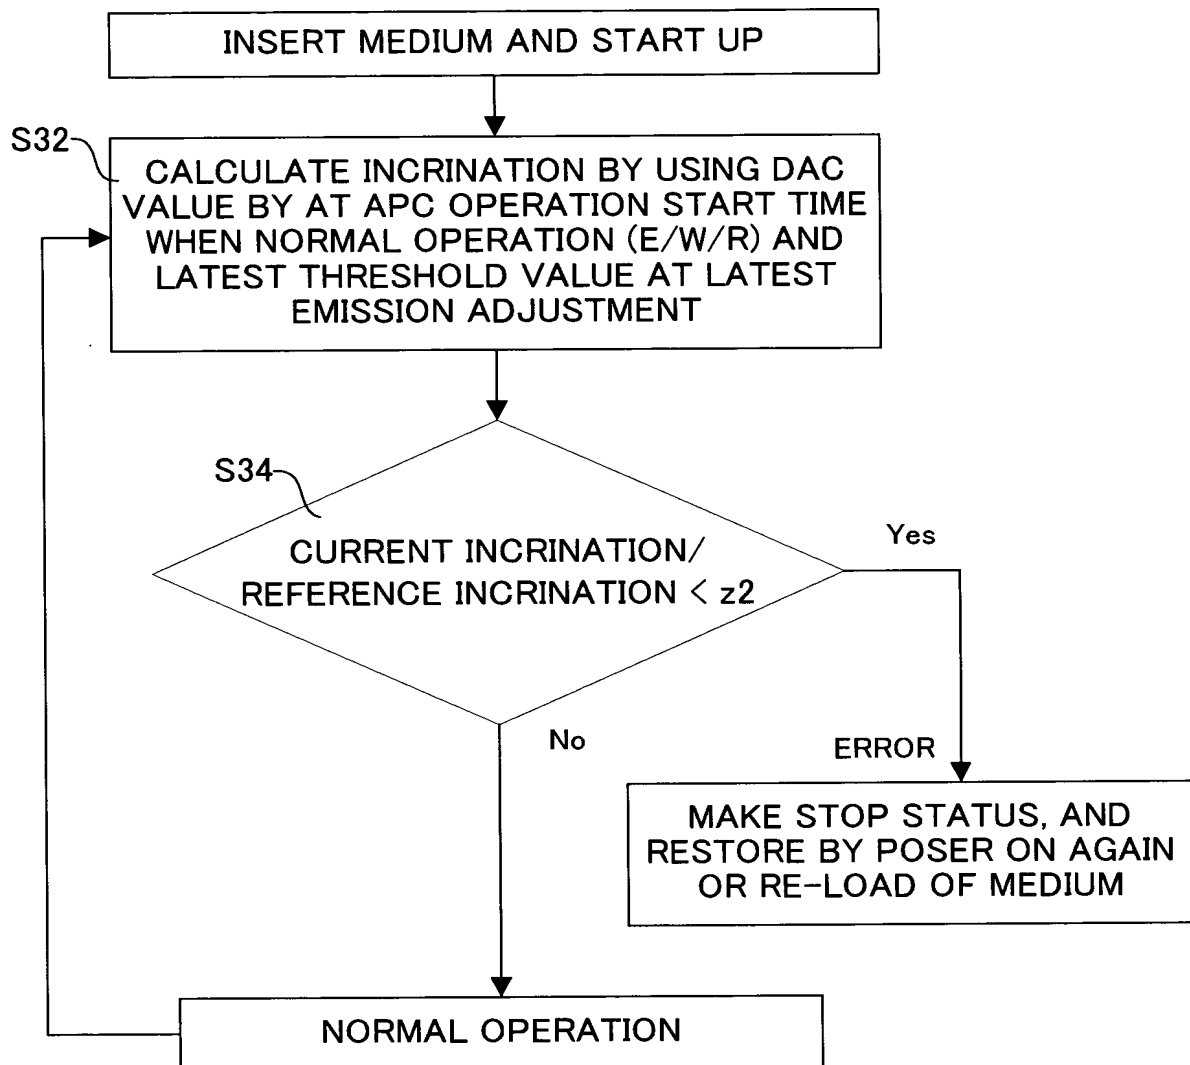 INSERT MEDIUM AND START UP
S32
CALCULATE INCRINATION BY USING DAC
VALUE BY AT APC OPERATION START TIME
WHEN NORMAL OPERATION (E/W/R) AND
LATEST THRESHOLD VALUE AT LATEST
EMISSION ADJUSTMENT
S34
CURRENT INCRINATION/
REFERENCE INCRINATION < z2
Yes
No
ERROR
MAKE STOP STATUS, AND
RESTORE BY POSER ON AGAIN
OR RE-LOAD OF MEDIUM
NORMAL OPERATION